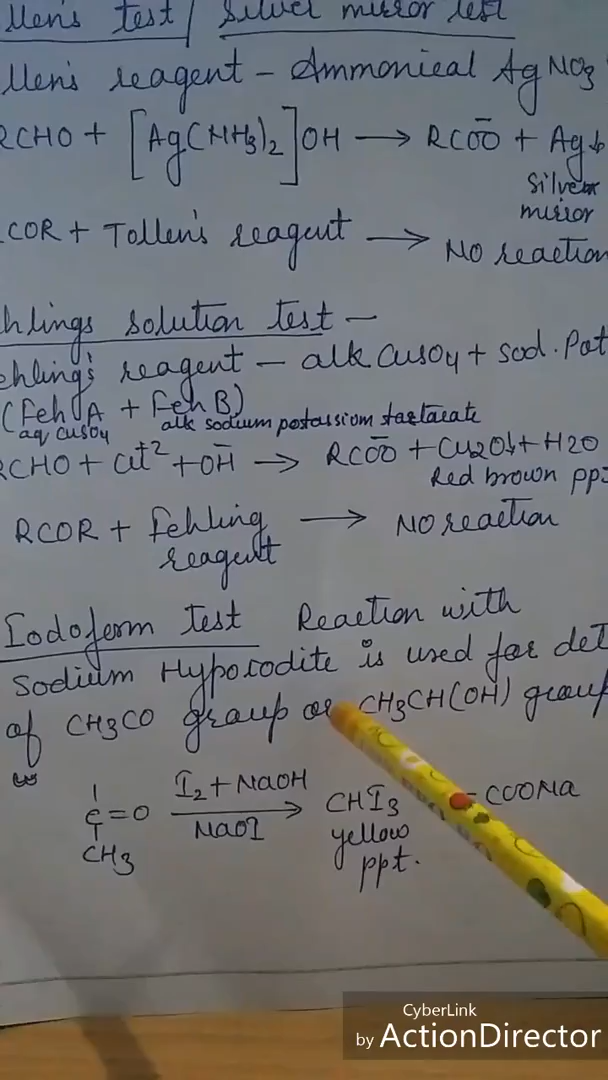 llen's test/ Silver mirror test
llen's reagent - Ammonical AgNO3
RCHO + [Ag(NH3)2]OH → RCOO̅ + Ag↓
Silver
mirror
COR + Tollen's reagent → No reaction
hlings solution test -
ehling's reagent - alk CuSO4 + Sod. Pot
(Feh A + Feh B)
aq CuSO4 alk sodium potassium tartarate
RCHO + Cu+2 + OH̅ → RCOO̅ + Cu2O↓ + H2O
Red brown ppt
RCOR + Fehling → No reaction
reagent
Iodoform test Reaction with
Sodium Hypoiodite is used for det
of CH3CO group or CH3CH(OH) group
C=O I2 + NaOH → CHI3 -COONa
NaOI
CH3 yellow
ppt.
CyberLink
by ActionDirector